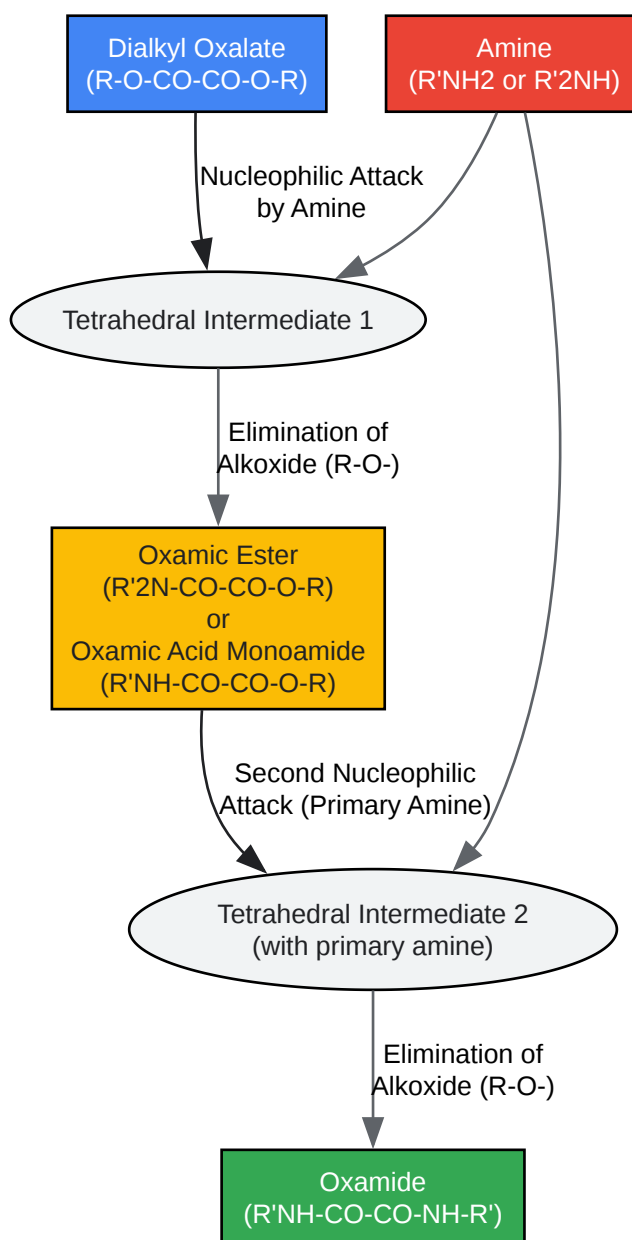 Dialkyl Oxalate
(R-O-CO-CO-O-R)
Amine
(R'NH2 or R'2NH)
Nucleophilic Attack
by Amine
Tetrahedral Intermediate 1
Elimination of
Alkoxide (R-O-)
Oxamic Ester
(R'2N-CO-CO-O-R)
or
Oxamic Acid Monoamide
(R'NH-CO-CO-O-R)
Second Nucleophilic
Attack (Primary Amine)
Tetrahedral Intermediate 2
(with primary amine)
Elimination of
Alkoxide (R-O-)
Oxamide
(R'NH-CO-CO-NH-R')